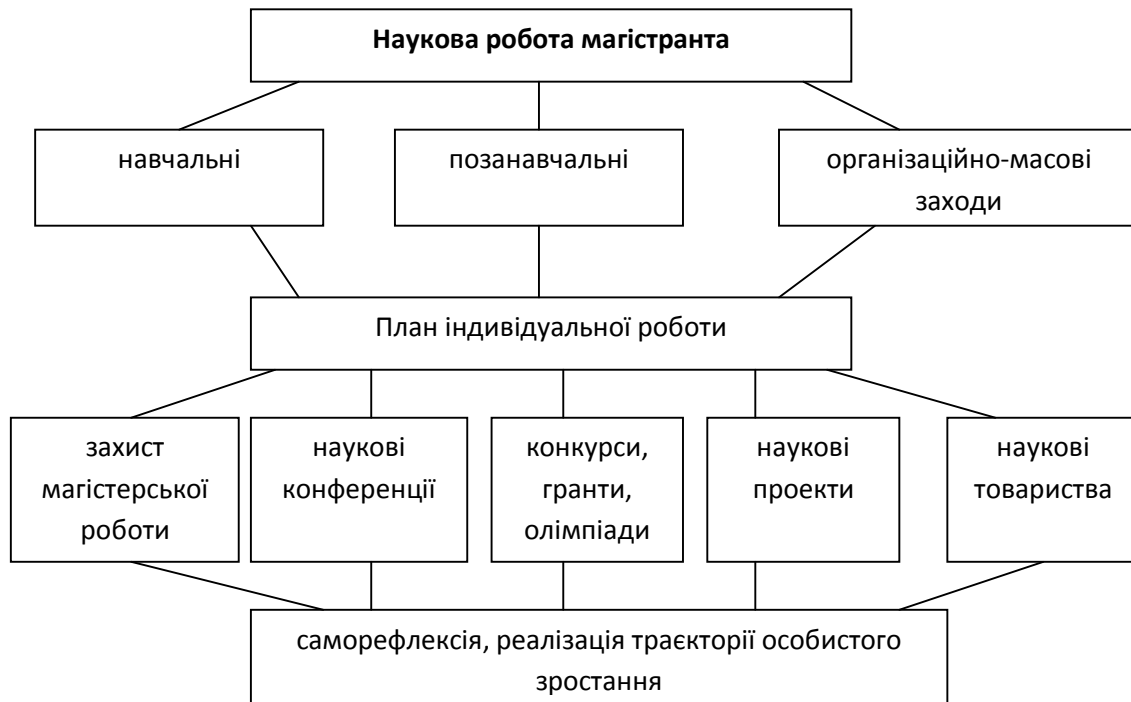 Наукова робота магістранта
навчальні
позанавчальні
організаційно-масові
заходи
План індивідуальної роботи
захист
магістерської
роботи
наукові
конференції
конкурси,
гранти,
олімпіади
наукові
проекти
наукові
товариства
саморефлексія, реалізація траєкторії особистого
зростання